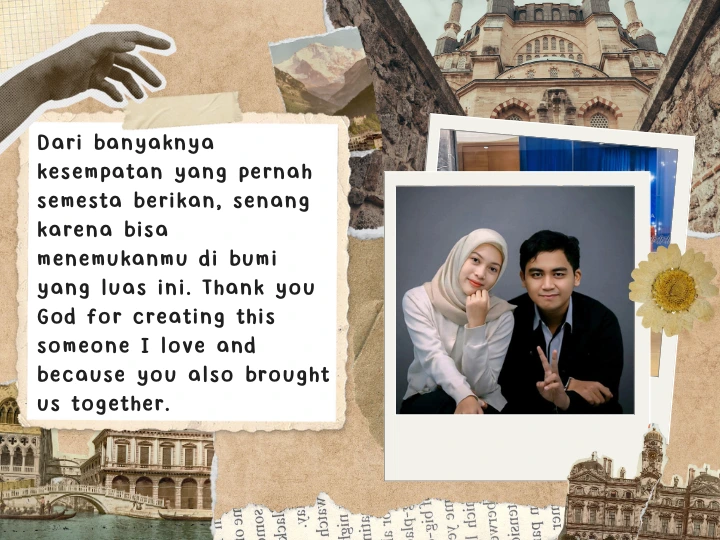 Dari banyaknya
kesempatan yang pernah
semesta berikan, senang
karena bisa
menemukanmu di bumi
yang luas ini. Thank you
God for creating this
someone I love and
because you also brought
us together.